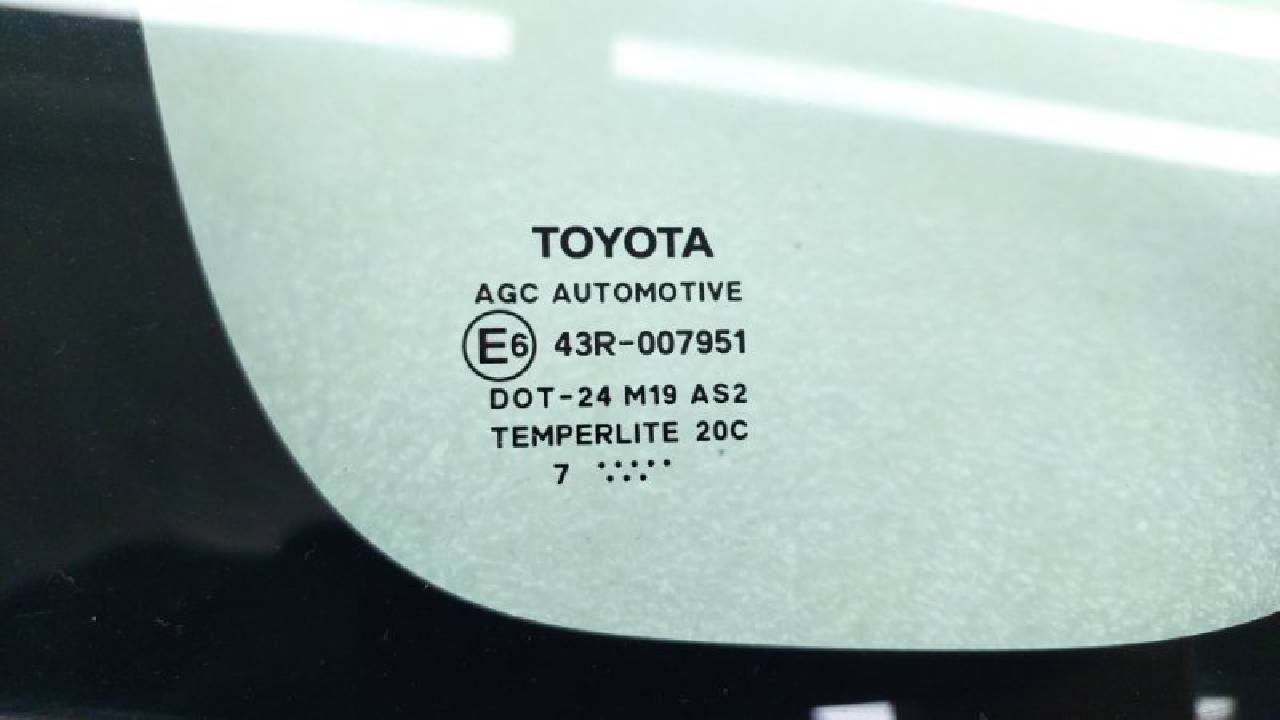 TOYOTA
AGC AUTOMOTIVE
E6 43R-007951
DOT-24 M19 AS2
TEMPERLITE 20C
7